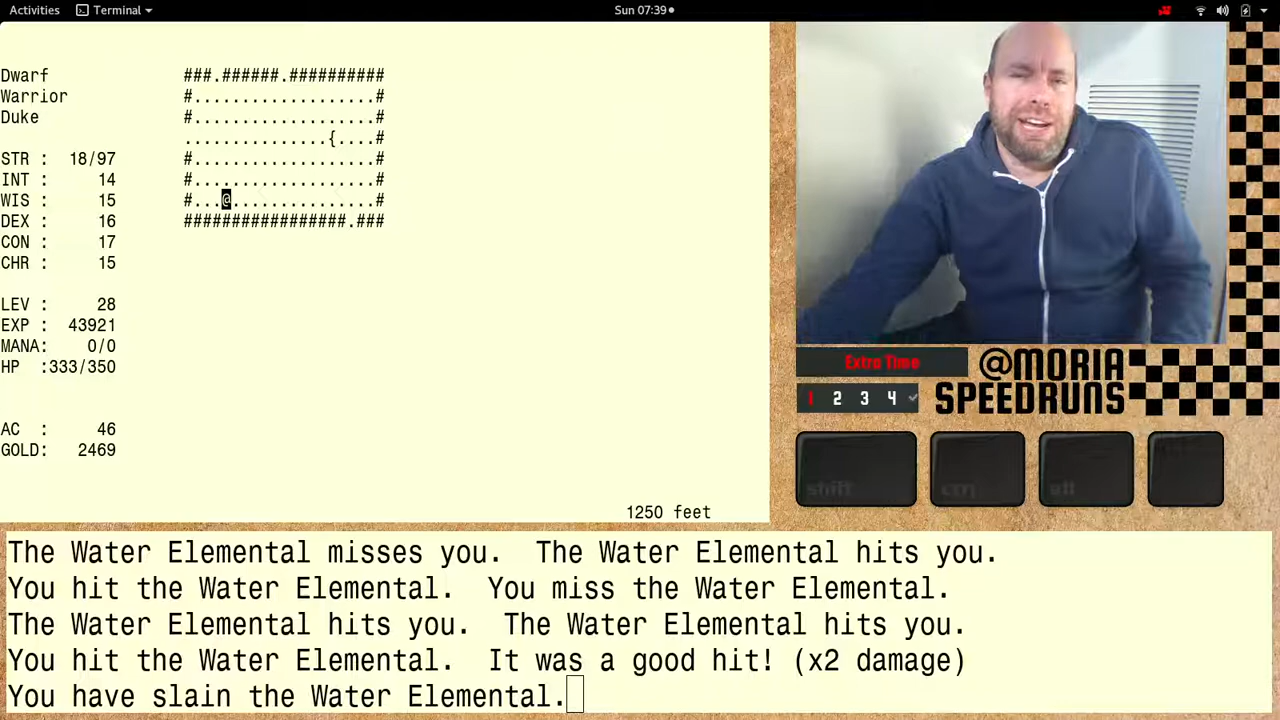 Activities Terminal Sun 07:39
Dwarf ###.######.##########
Warrior #...................#
Duke #...................#
...............{....#
STR : 18/97 #...................#
INT : 14 #...................#
WIS : 15 #...@...............#
DEX : 16 #################.###
CON : 17
CHR : 15
LEV : 28
EXP : 43921
MANA: 0/0
HP :333/350
AC : 46
GOLD: 2469
1250 feet
Extra Time
1 2 3 4
@MORIA
SPEEDRUNS
shift ctrl alt
The Water Elemental misses you. The Water Elemental hits you.
You hit the Water Elemental. You miss the Water Elemental.
The Water Elemental hits you. The Water Elemental hits you.
You hit the Water Elemental. It was a good hit! (x2 damage)
You have slain the Water Elemental.